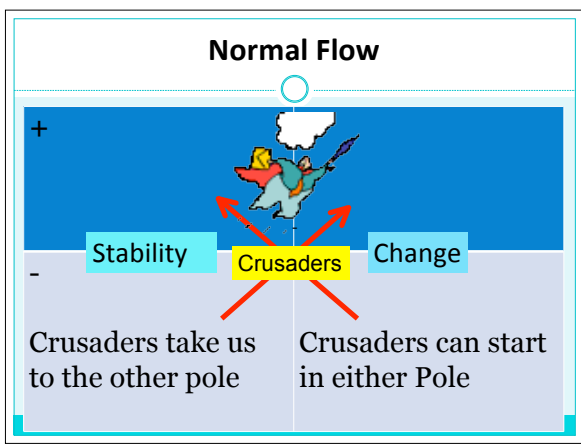 Normal Flow
+
Stability
Crusaders
Change
-
Crusaders take us
to the other pole
Crusaders can start
in either Pole